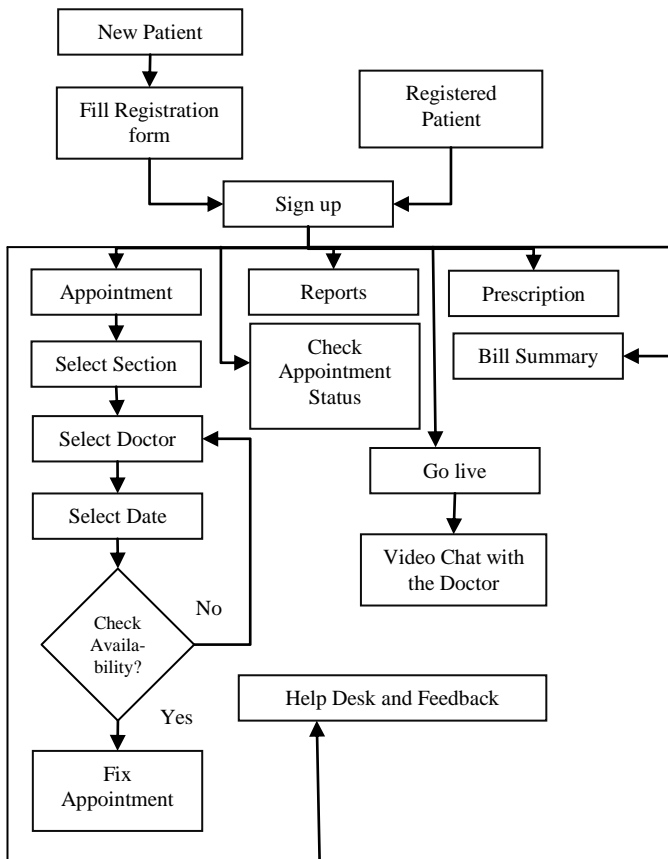 New Patient
Fill Registration
form
Registered
Patient
Sign up
Appointment
Reports
Prescription
Select Section
Check
Appointment
Status
Bill Summary
Select Doctor
Go live
Select Date
Video Chat with
the Doctor
Check
Availa-
bility?
No
Yes
Help Desk and Feedback
Fix
Appointment